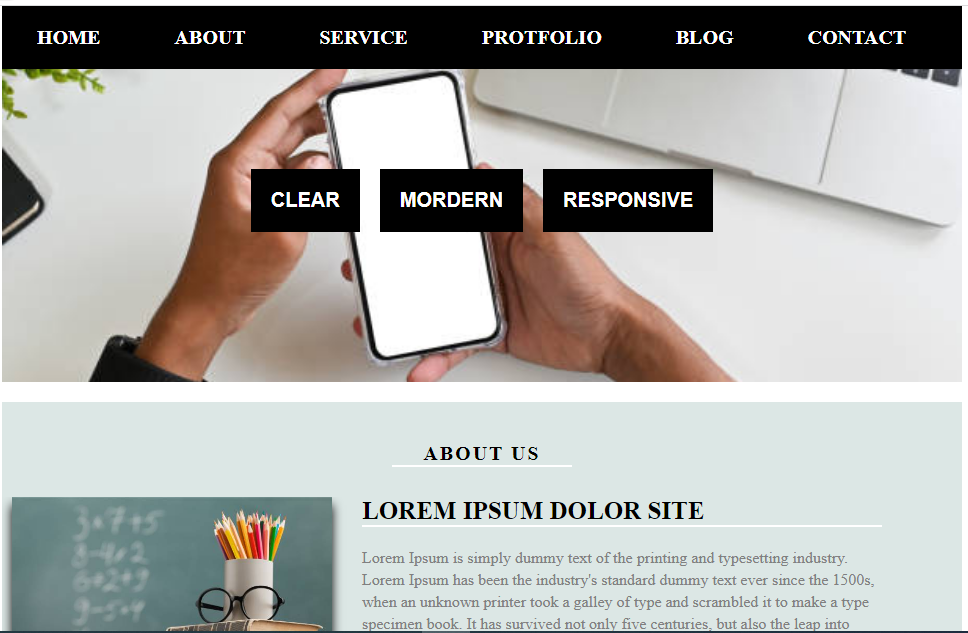 HOME ABOUT SERVICE PROTFOLIO BLOG CONTACT
CLEAR MORDERN RESPONSIVE
ABOUT US
3×7+5
8-4×2
6+2+9
9-5+4
LOREM IPSUM DOLOR SITE
Lorem Ipsum is simply dummy text of the printing and typesetting industry.
Lorem Ipsum has been the industry's standard dummy text ever since the 1500s,
when an unknown printer took a galley of type and scrambled it to make a type
specimen book. It has survived not only five centuries, but also the leap into